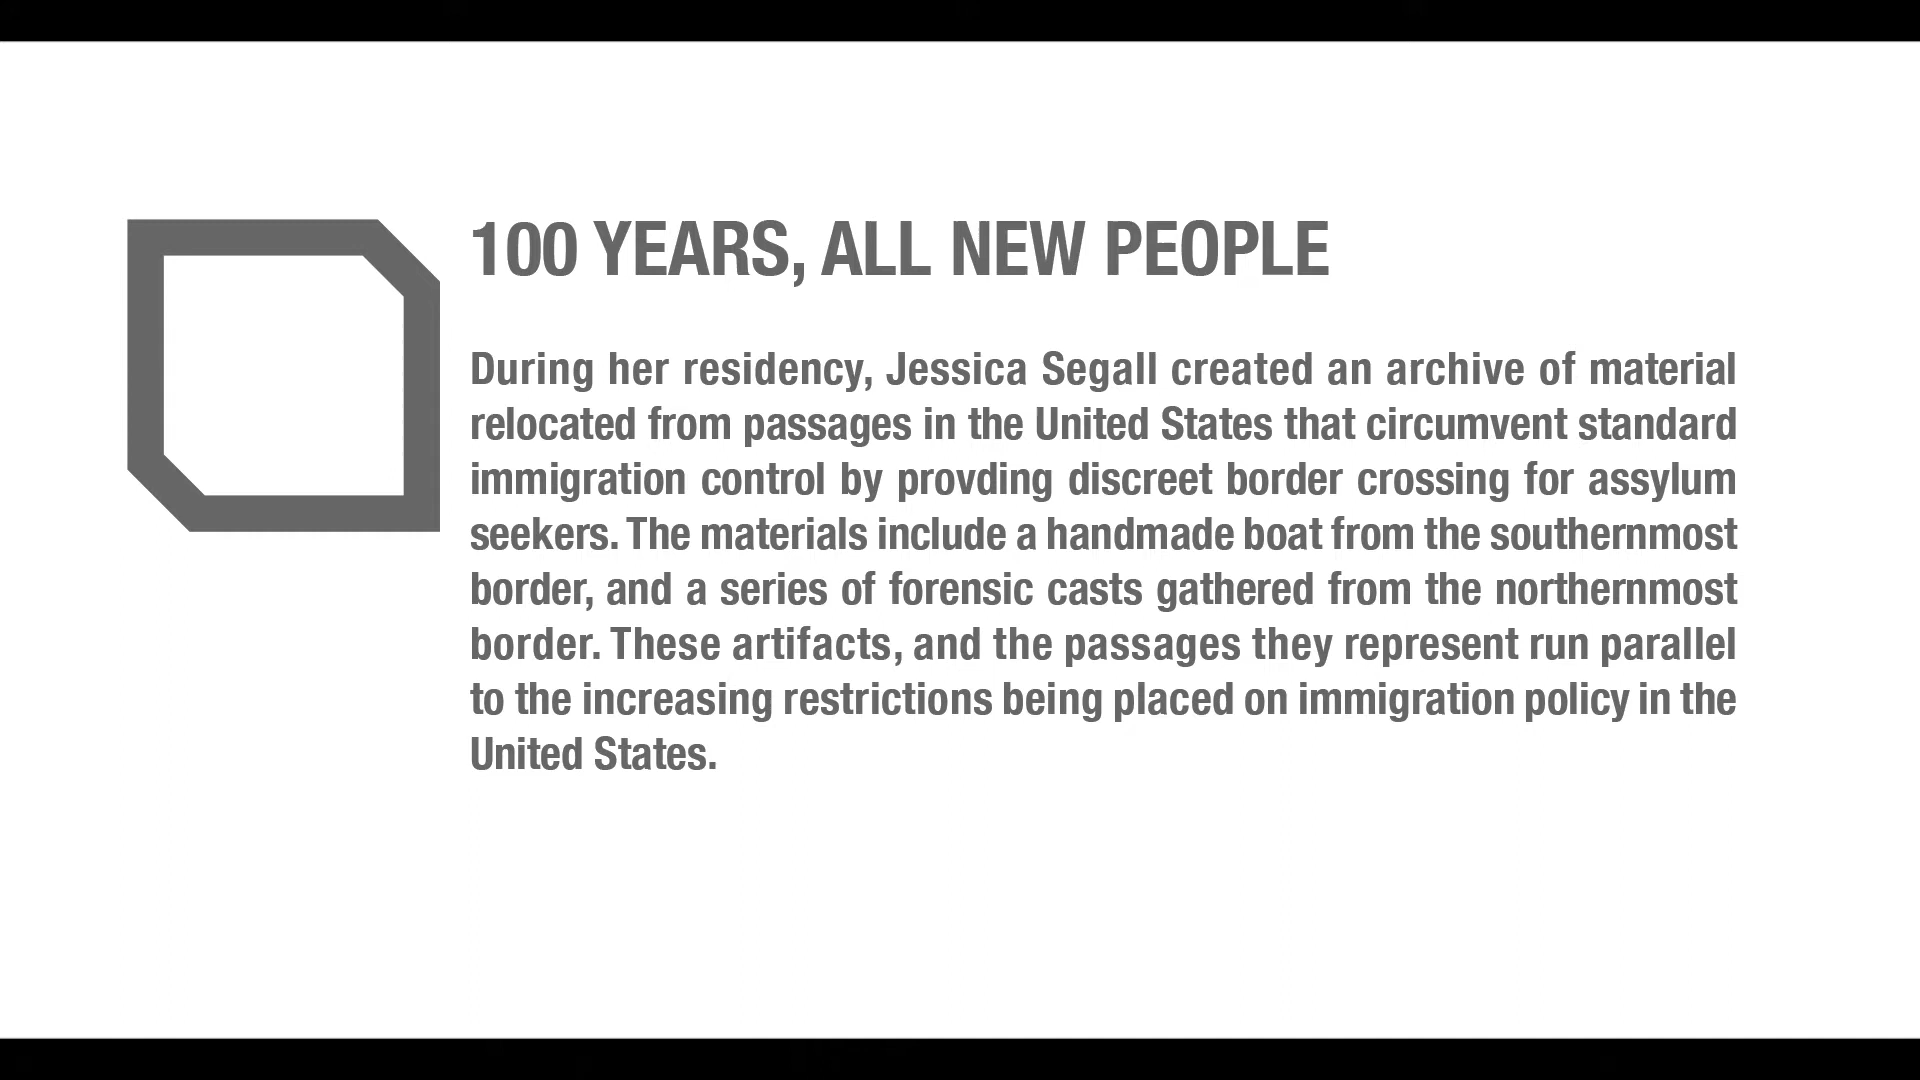 100 YEARS, ALL NEW PEOPLE
During her residency, Jessica Segall created an archive of material
relocated from passages in the United States that circumvent standard
immigration control by provding discreet border crossing for assylum
seekers. The materials include a handmade boat from the southernmost
border, and a series of forensic casts gathered from the northernmost
border. These artifacts, and the passages they represent run parallel
to the increasing restrictions being placed on immigration policy in the
United States.